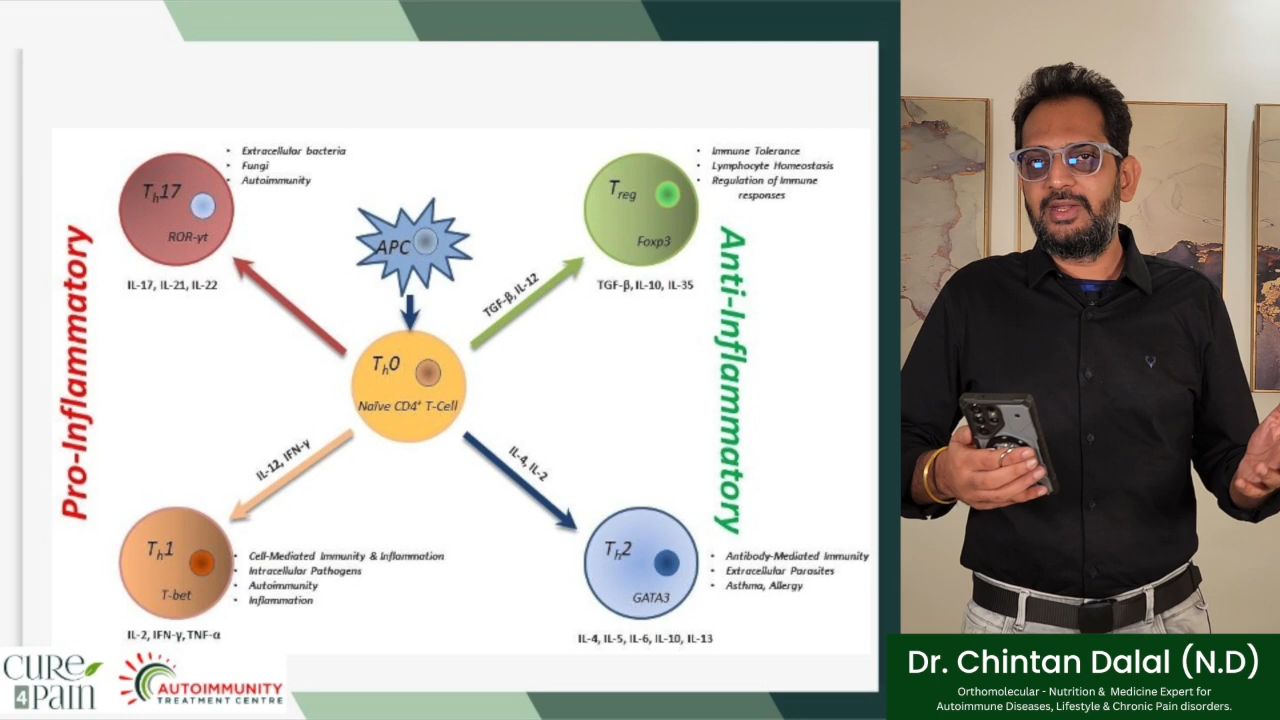 Extracellular bacteria
Fungi
Autoimmunity
Th17
ROR-γt
IL-17, IL-21, IL-22
Pro-Inflammatory
APC
Immune Tolerance
Lymphocyte Homeostasis
Regulation of Immune
responses
Treg
Foxp3
TGF-β, IL-10, IL-35
TGF-β, IL-12
Anti-Inflammatory
Th0
Naïve CD4+ T-Cell
IL-12, IFN-γ
IL-4, IL-2
Th1
T-bet
Cell-Mediated Immunity & Inflammation
Intracellular Pathogens
Autoimmunity
Inflammation
IL-2, IFN-γ, TNF-α
Th2
GATA3
Antibody-Mediated Immunity
Extracellular Parasites
Asthma, Allergy
IL-4, IL-5, IL-6, IL-10, IL-13
CURE
4 PaiN
AUTOIMMUNITY
TREATMENT CENTRE
Dr. Chintan Dalal (N.D)
Orthomolecular - Nutrition & Medicine Expert for
Autoimmune Diseases, Lifestyle & Chronic Pain disorders.